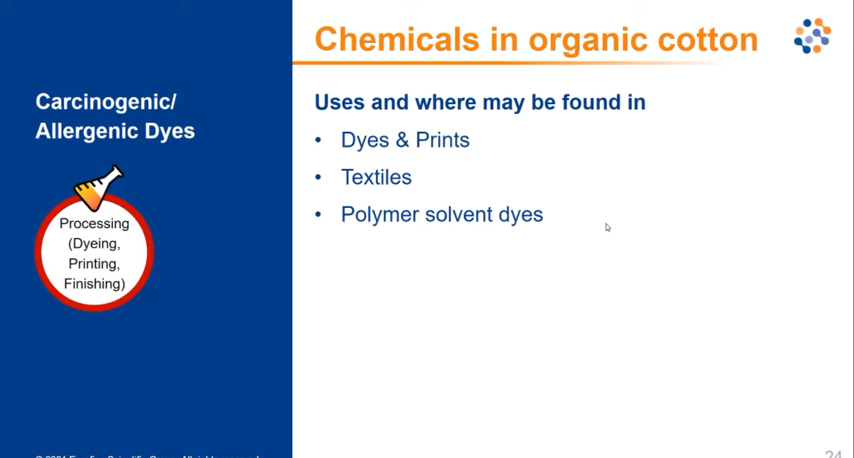 Chemicals in organic cotton
Carcinogenic/
Allergenic Dyes
Processing
(Dyeing,
Printing,
Finishing)
Uses and where may be found in
• Dyes & Prints
• Textiles
• Polymer solvent dyes
24